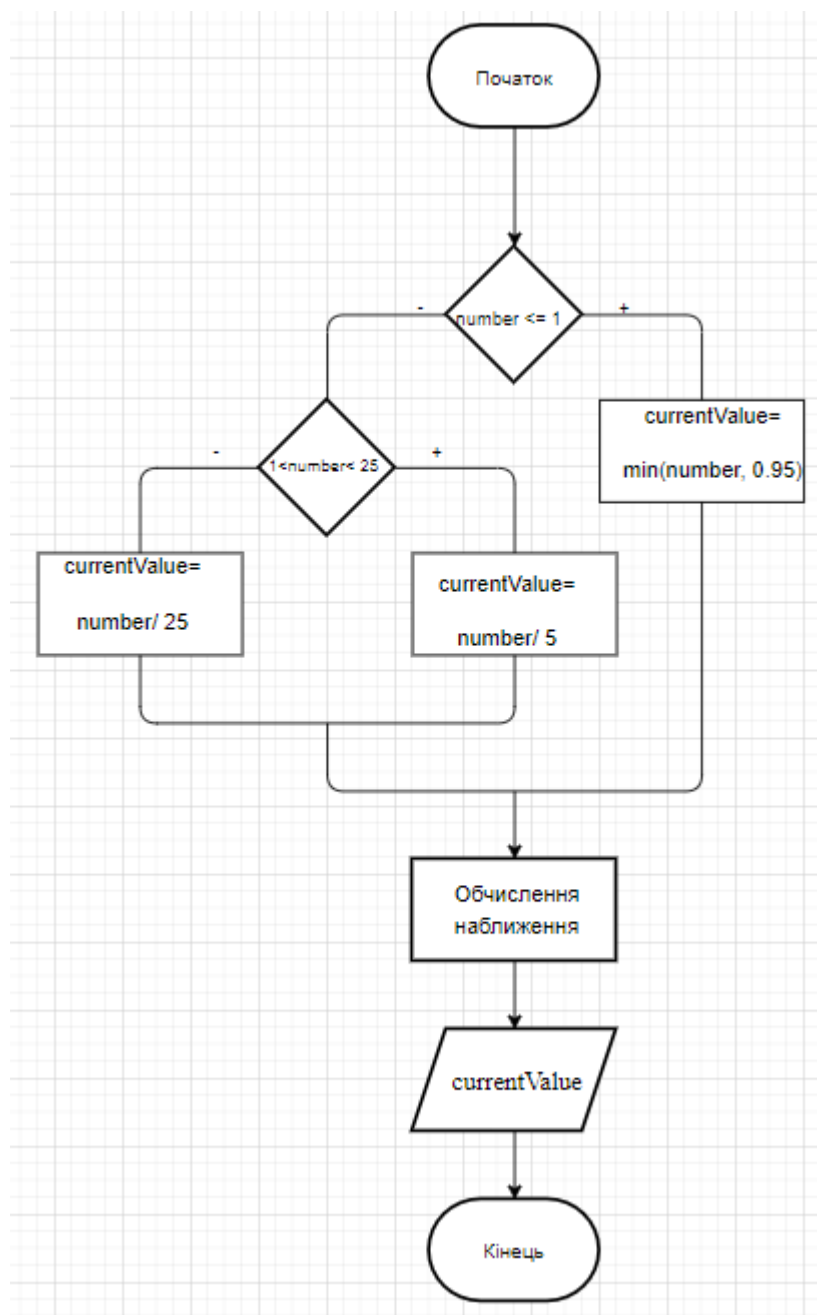 Початок
number <= 1
-
+
1<number< 25
-
+
currentValue=
min(number, 0.95)
currentValue=
number/ 25
currentValue=
number/ 5
Обчислення
наближення
currentValue
Кінець